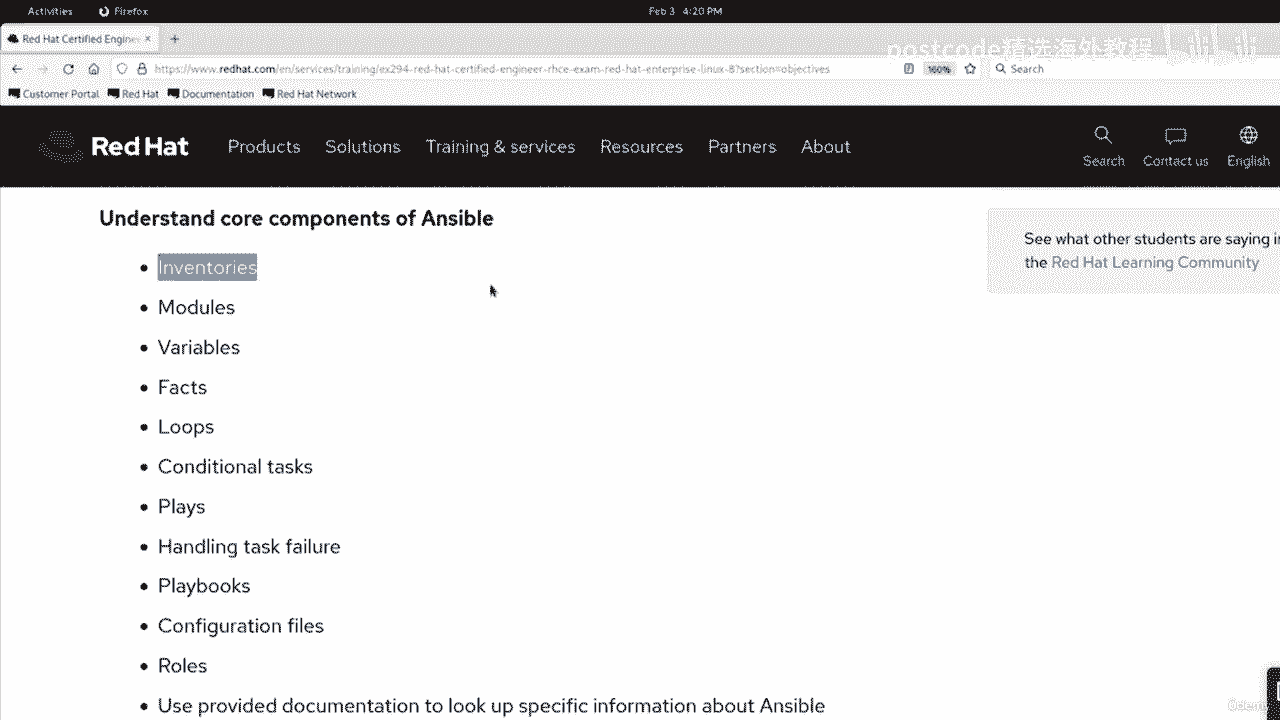 Activities Firefox Feb 3 4:20 PM
Red Hat Certified Engine × +
postcode精选海外教程 bilibili
https://www.redhat.com/en/services/training/ex294-red-hat-certified-engineer-rhce-exam-red-hat-enterprise-linux-8?section=objectives 160% Search
Customer Portal Red Hat Documentation Red Hat Network
Red Hat Products Solutions Training & services Resources Partners About Search Contact us English
Understand core components of Ansible
See what other students are saying in
the Red Hat Learning Community
• Inventories
• Modules
• Variables
• Facts
• Loops
• Conditional tasks
• Plays
• Handling task failure
• Playbooks
• Configuration files
• Roles
• Use provided documentation to look up specific information about Ansible